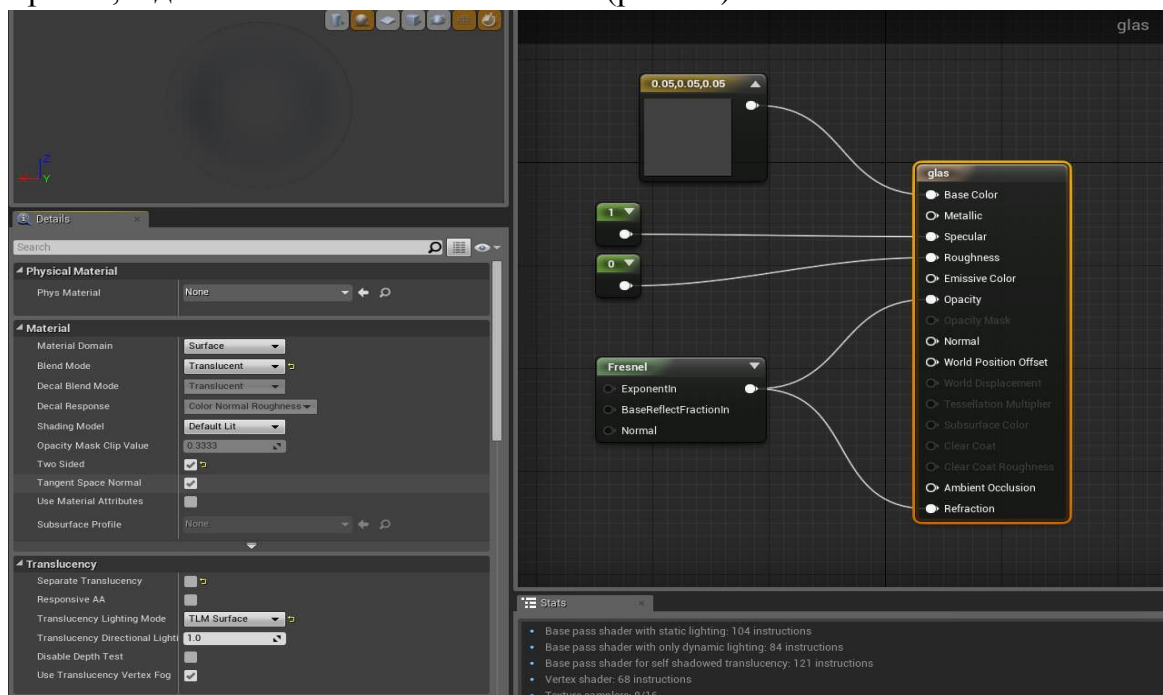 glas
0.05,0.05,0.05
1
0
Fresnel
ExponentIn
BaseReflectFractionIn
Normal
glas
Base Color
Metallic
Specular
Roughness
Emissive Color
Opacity
Opacity Mask
Normal
World Position Offset
World Displacement
Tessellation Multiplier
Subsurface Color
Clear Coat
Clear Coat Roughness
Ambient Occlusion
Refraction
Z
Y
Details
Search
Physical Material
Phys Material None
Material
Material Domain Surface
Blend Mode Translucent
Decal Blend Mode Translucent
Decal Response Color Normal Roughness
Shading Model Default Lit
Opacity Mask Clip Value 0.3333
Two Sided
Tangent Space Normal
Use Material Attributes
Subsurface Profile None
Translucency
Separate Translucency
Responsive AA
Translucency Lighting Mode TLM Surface
Translucency Directional Lighti 1.0
Disable Depth Test
Use Translucency Vertex Fog
Stats
Base pass shader with static lighting: 104 instructions
Base pass shader with only dynamic lighting: 84 instructions
Base pass shader for self shadowed translucency: 121 instructions
Vertex shader: 68 instructions